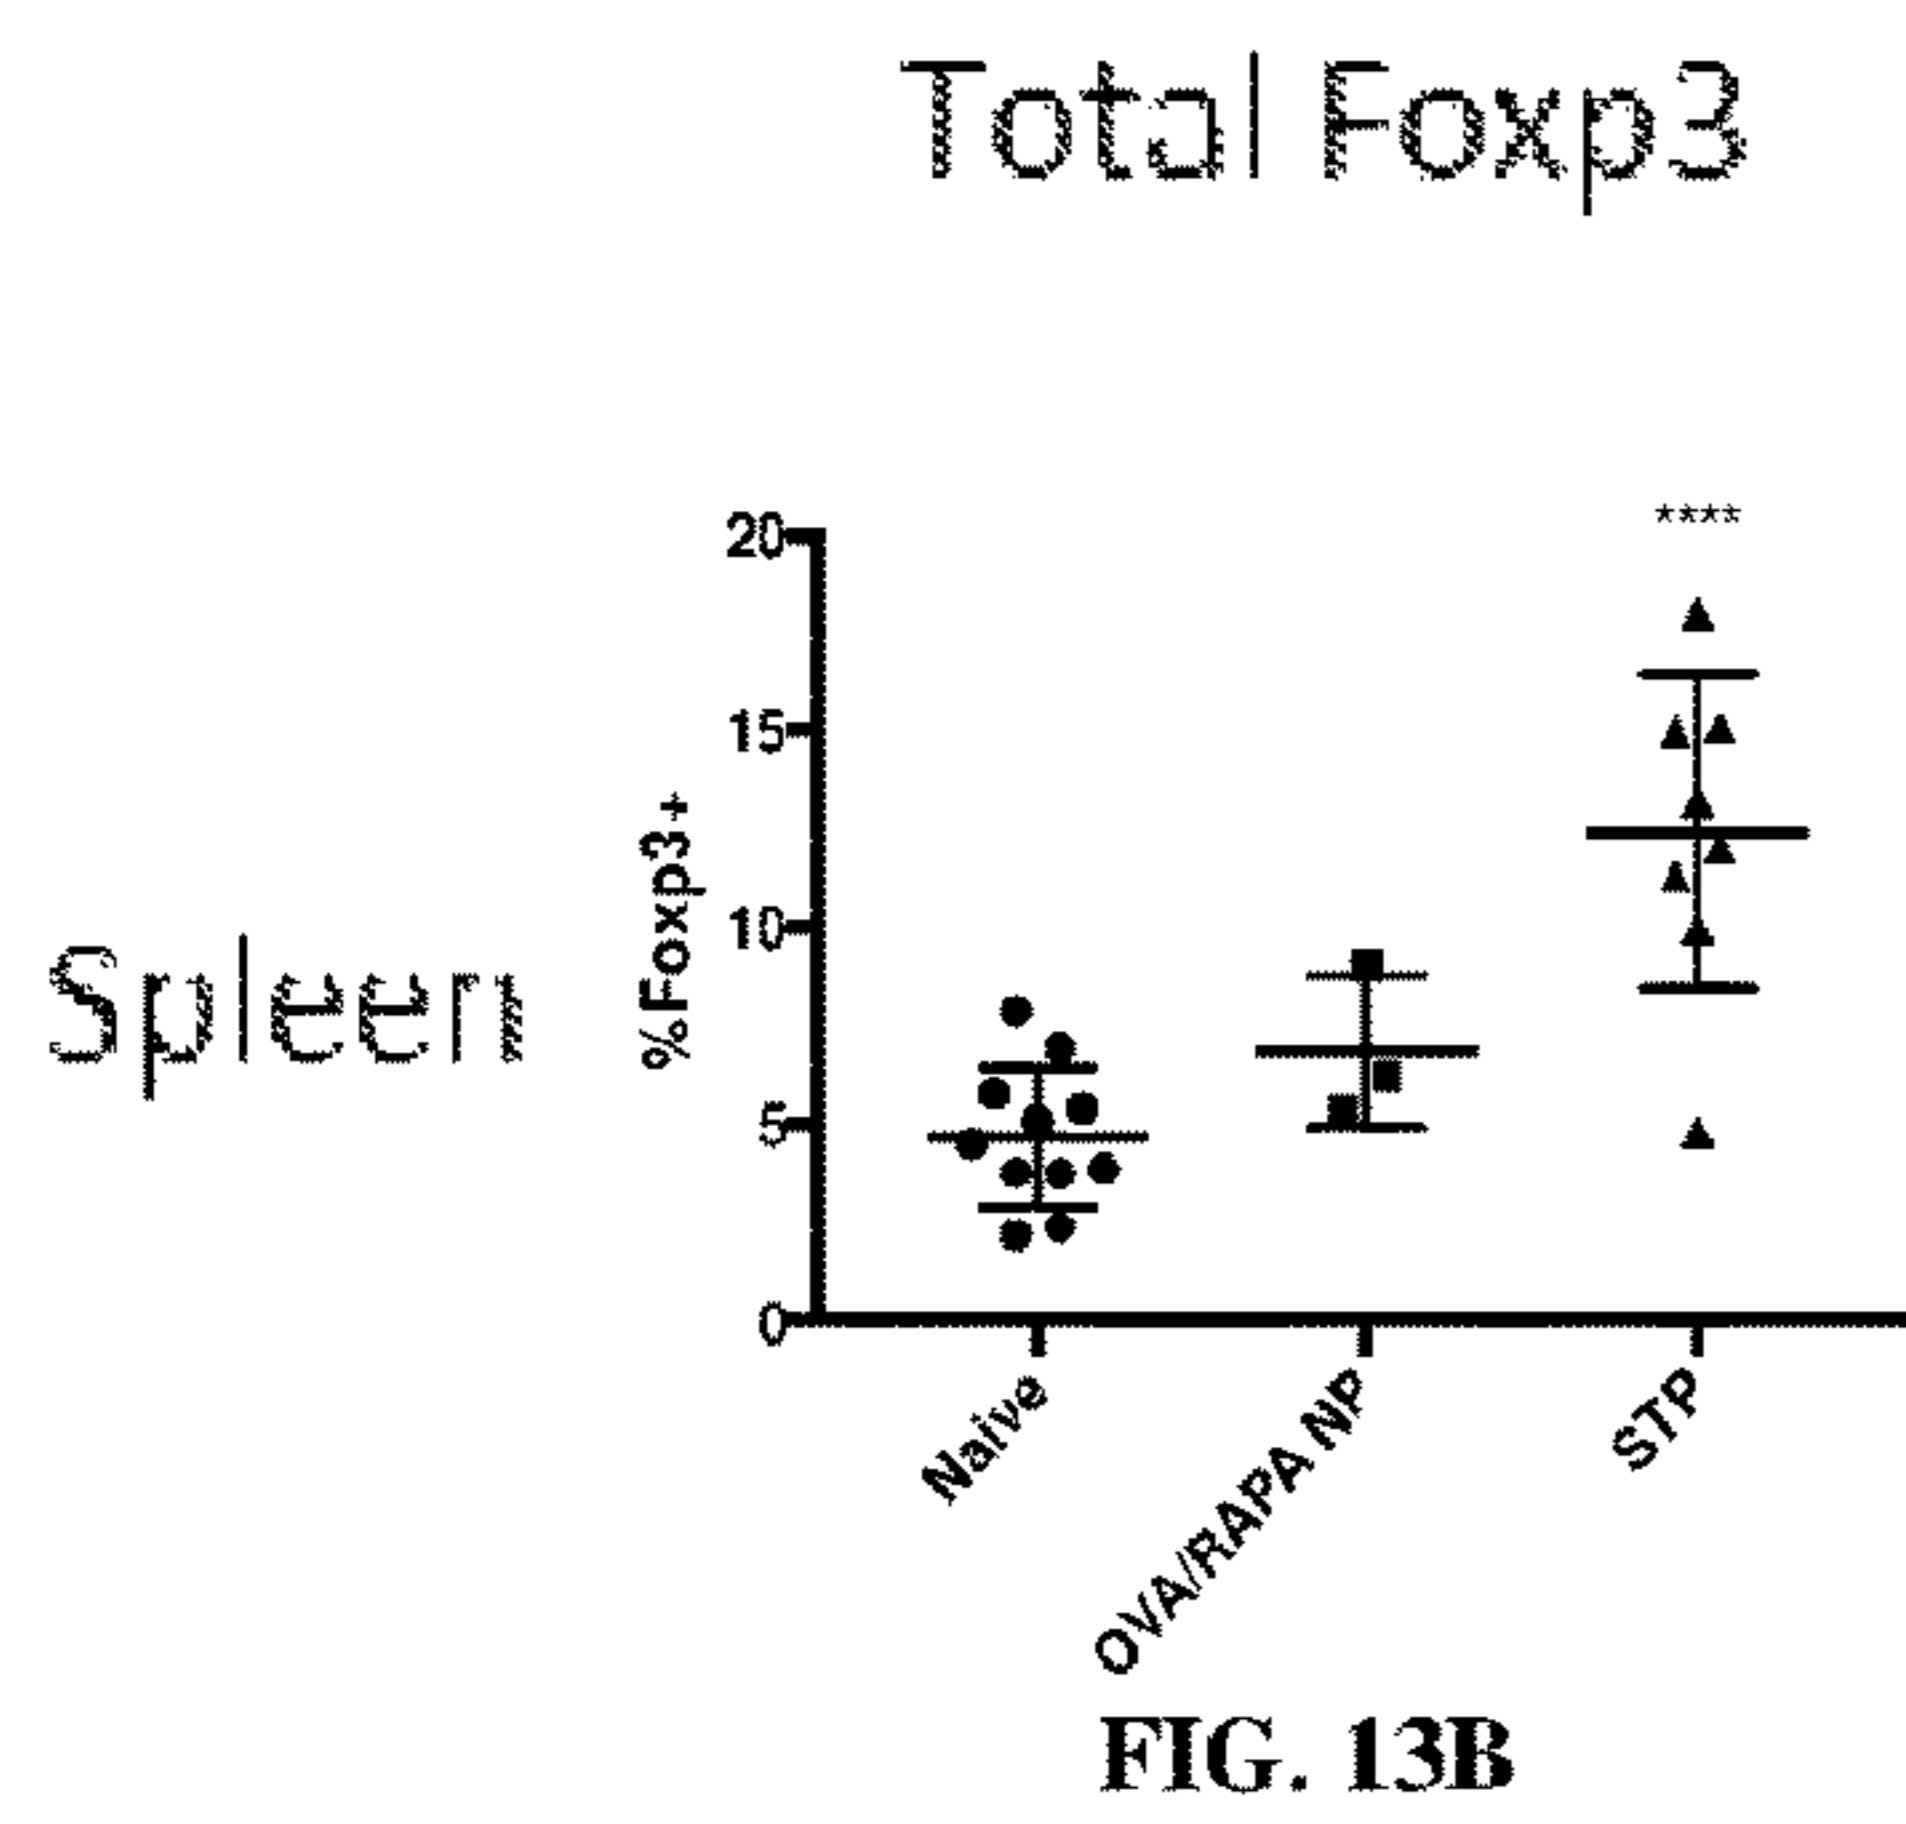 Total Foxp3
****
20
15
10
5
0
%Foxp3+
Spleen
Naive
OVA/RAPA NP
STP
FIG. 13B